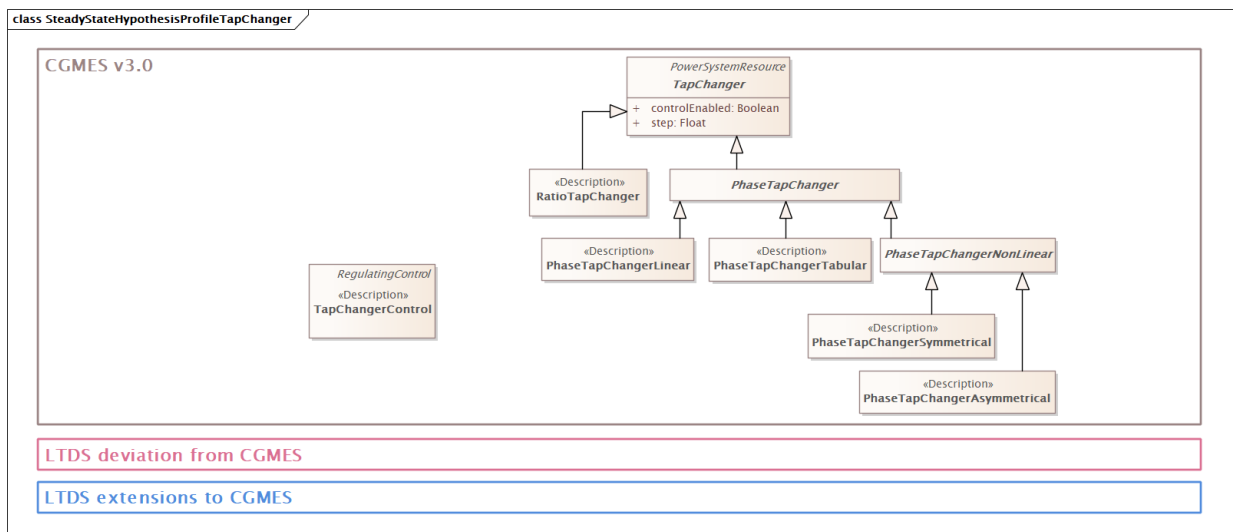 class SteadyStateHypothesisProfileTapChanger
CGMES v3.0
PowerSystemResource
TapChanger
+ controlEnabled: Boolean
+ step: Float
«Description»
RatioTapChanger
PhaseTapChanger
«Description»
PhaseTapChangerLinear
«Description»
PhaseTapChangerTabular
PhaseTapChangerNonLinear
RegulatingControl
«Description»
TapChangerControl
«Description»
PhaseTapChangerSymmetrical
«Description»
PhaseTapChangerAsymmetrical
LTDS deviation from CGMES
LTDS extensions to CGMES